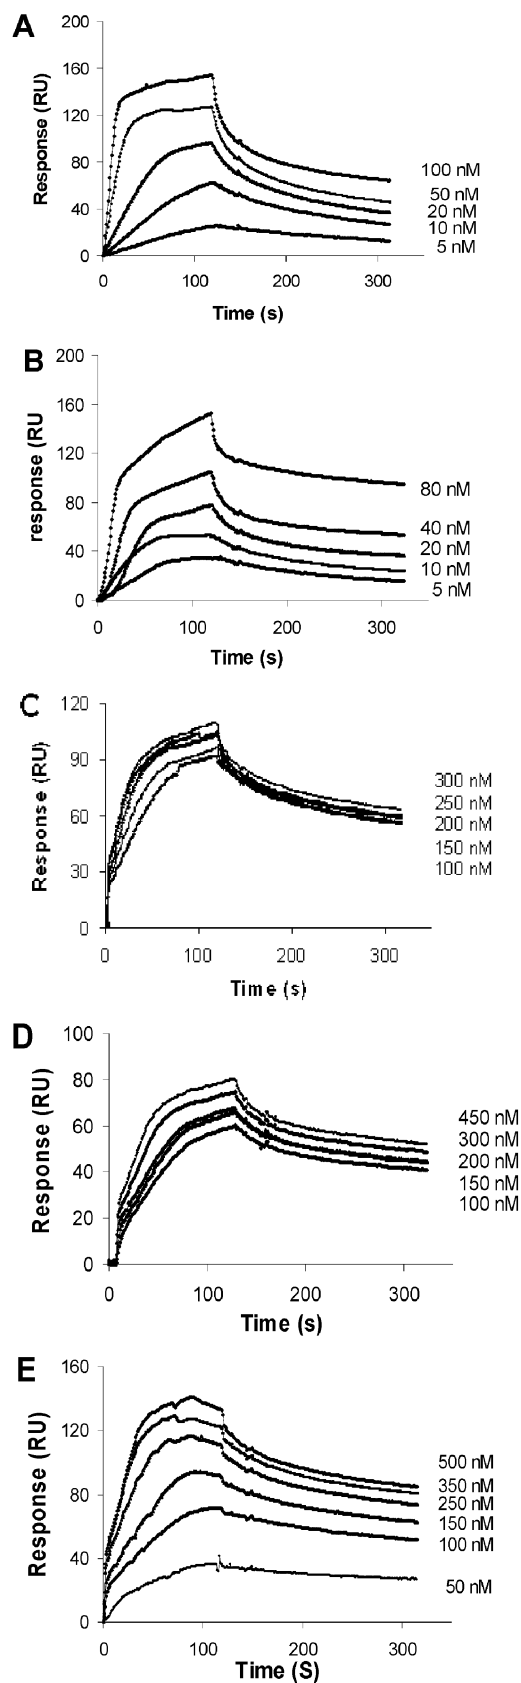 A
200
160
120
80
40
0
Response (RU)
0 100 200 300
Time (s)
100 nM
50 nM
20 nM
10 nM
5 nM
B
200
160
120
80
40
0
response (RU
0 100 200 300
Time (s)
80 nM
40 nM
20 nM
10 nM
5 nM
C
120
90
60
30
0
Response (RU)
0 100 200 300
Time (s)
300 nM
250 nM
200 nM
150 nM
100 nM
D
100
80
60
40
20
0
Response (RU)
0 100 200 300
Time (s)
450 nM
300 nM
200 nM
150 nM
100 nM
E
160
120
80
40
0
Response (RU)
0 100 200 300
Time (S)
500 nM
350 nM
250 nM
150 nM
100 nM
50 nM